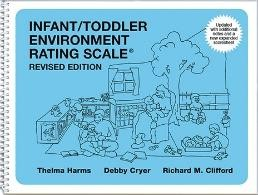 INFANT/TODDLER
ENVIRONMENT
RATING SCALE®
REVISED EDITION
Updated
with additional
notes and a
new expanded
scoresheet
Thelma Harms Debby Cryer Richard M. Clifford